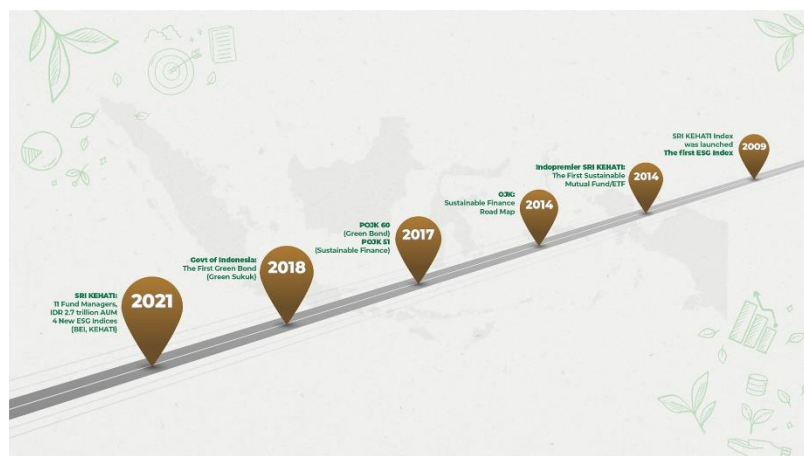 SRI KEHATI Index
was launched
The first ESG Index
2009
Indopremier SRI KEHATI:
The First Sustainable
Mutual Fund/ETF
2014
OJK:
Sustainable Finance
Road Map
2014
POJK 60
(Green Bond)
POJK 51
(Sustainable Finance)
2017
Govt of Indonesia:
The First Green Bond
(Green Sukuk)
2018
SRI KEHATI:
11 Fund Managers,
IDR 2.7 trillion AUM
4 New ESG Indices
(BEI, KEHATI)
2021